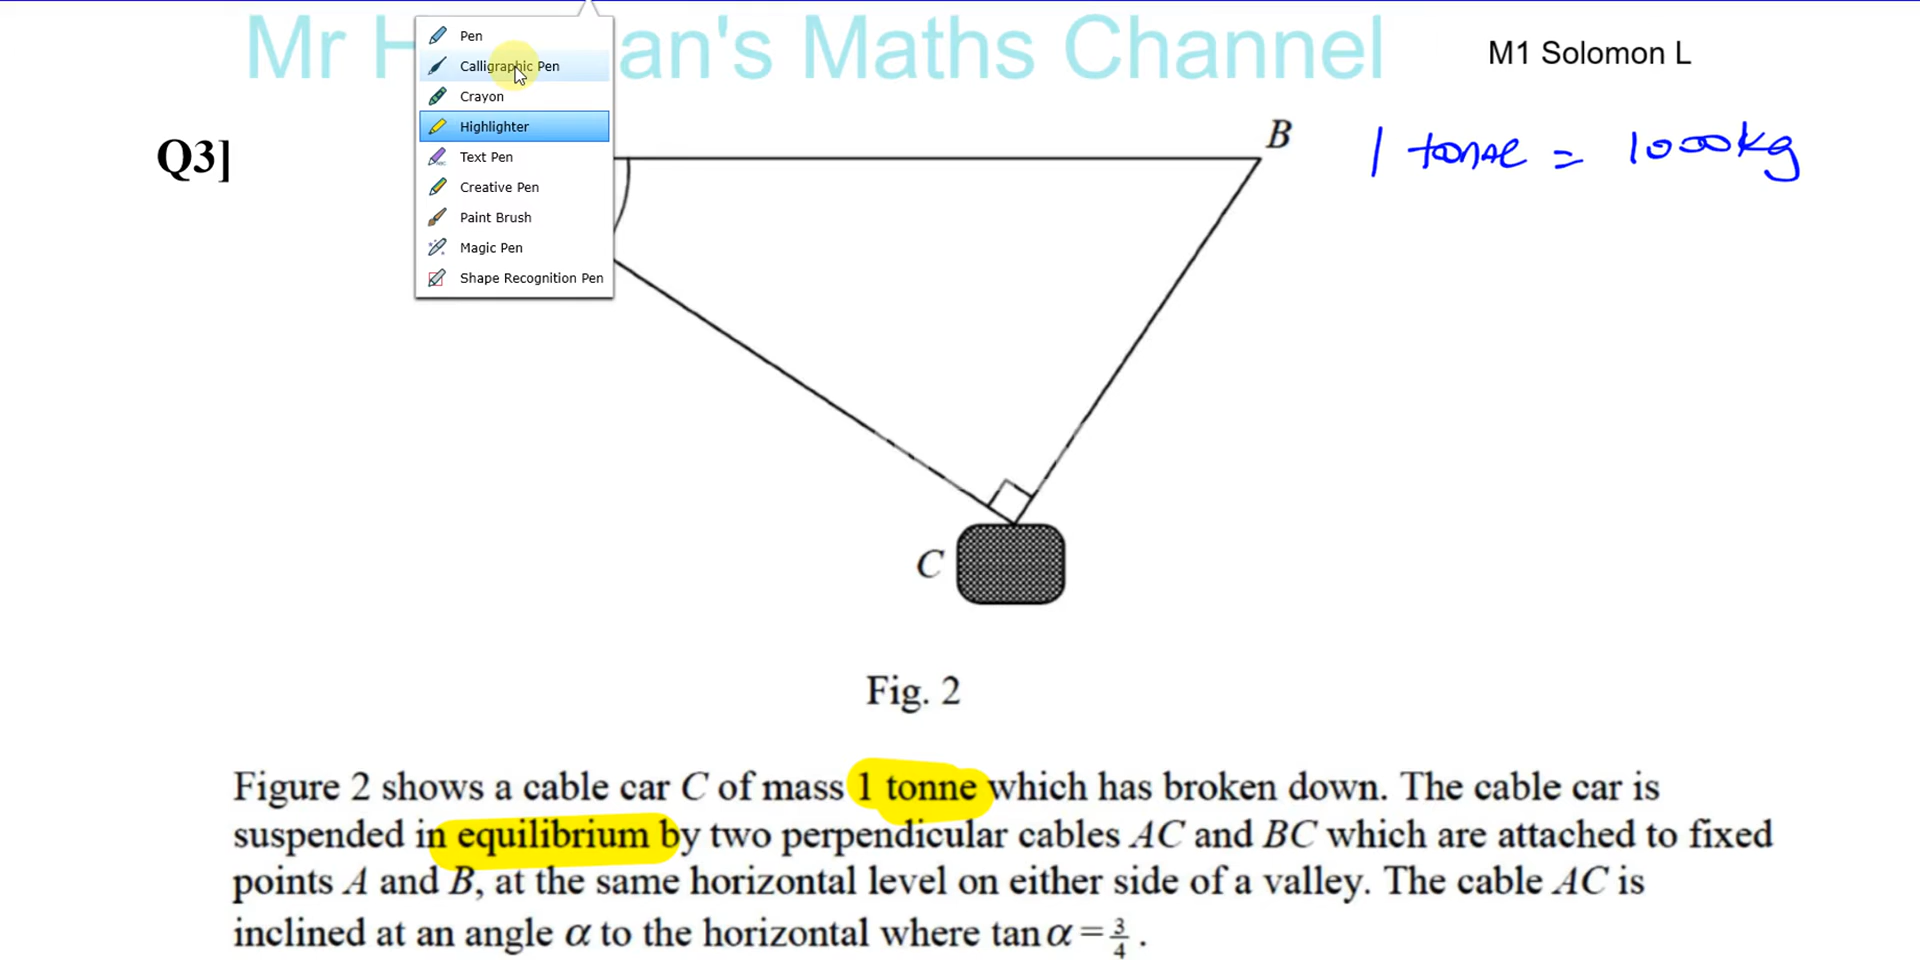 Mr H an's Maths Channel
M1 Solomon L
Pen
Calligraphic Pen
Crayon
Highlighter
Text Pen
Creative Pen
Paint Brush
Magic Pen
Shape Recognition Pen
Q3]
B
1 tonne = 1000kg
C
Fig. 2
Figure 2 shows a cable car C of mass 1 tonne which has broken down. The cable car is
suspended in equilibrium by two perpendicular cables AC and BC which are attached to fixed
points A and B, at the same horizontal level on either side of a valley. The cable AC is
inclined at an angle α to the horizontal where tan α = 3/4 .